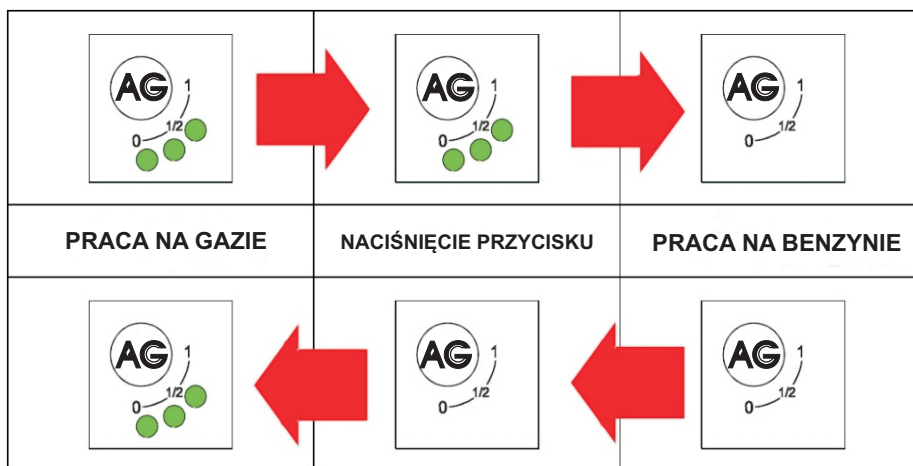 AG 1 1/2 0
AG 1 1/2 0
AG 1 1/2 0
PRACA NA GAZIE
NACIŚNIĘCIE PRZYCISKU
PRACA NA BENZYNIE
AG 1 1/2 0
AG 1 1/2 0
AG 1 1/2 0